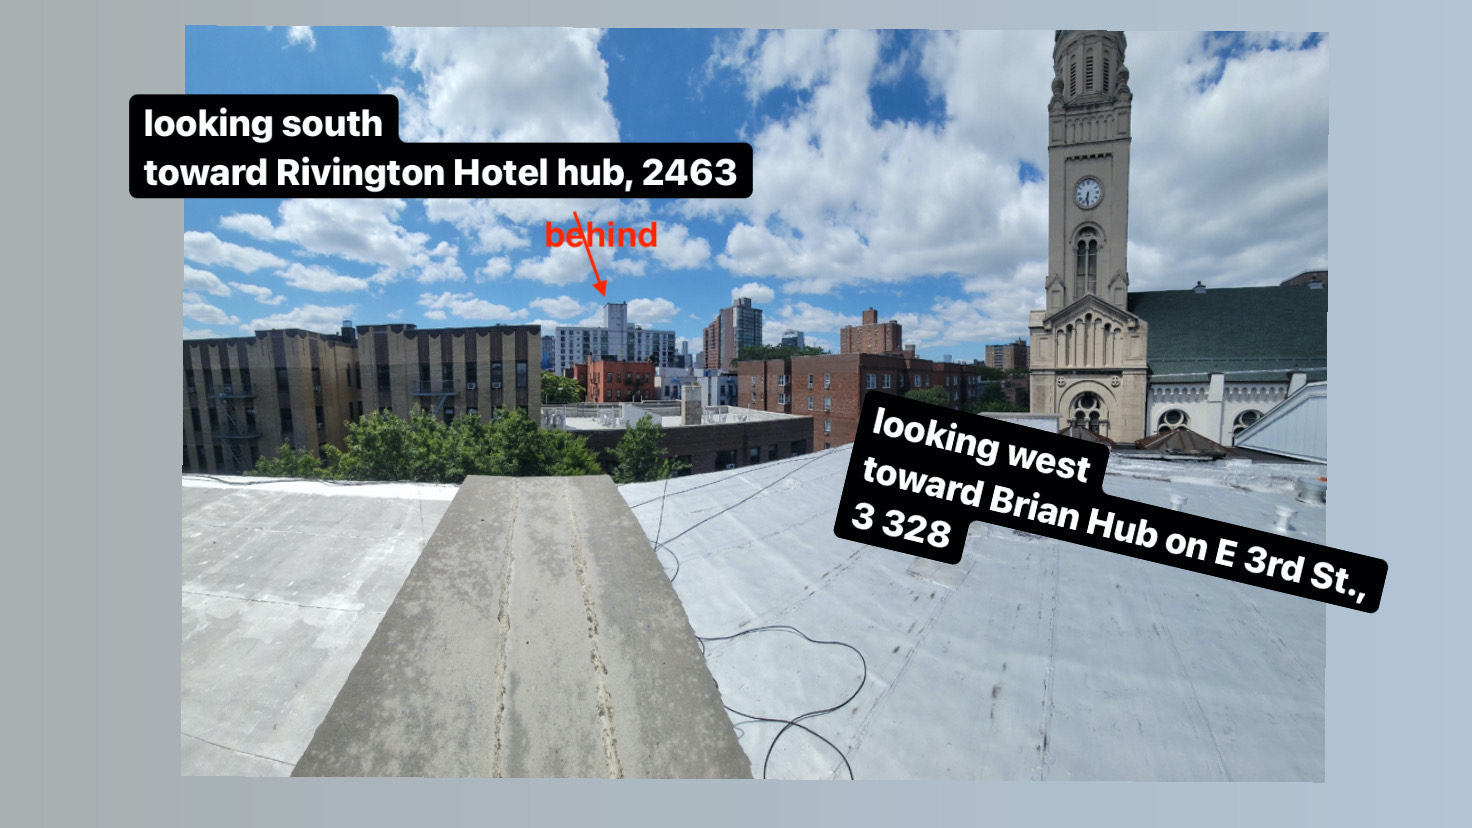 looking south
toward Rivington Hotel hub, 2463
behind
looking west
toward Brian Hub on E 3rd St.,
3 328